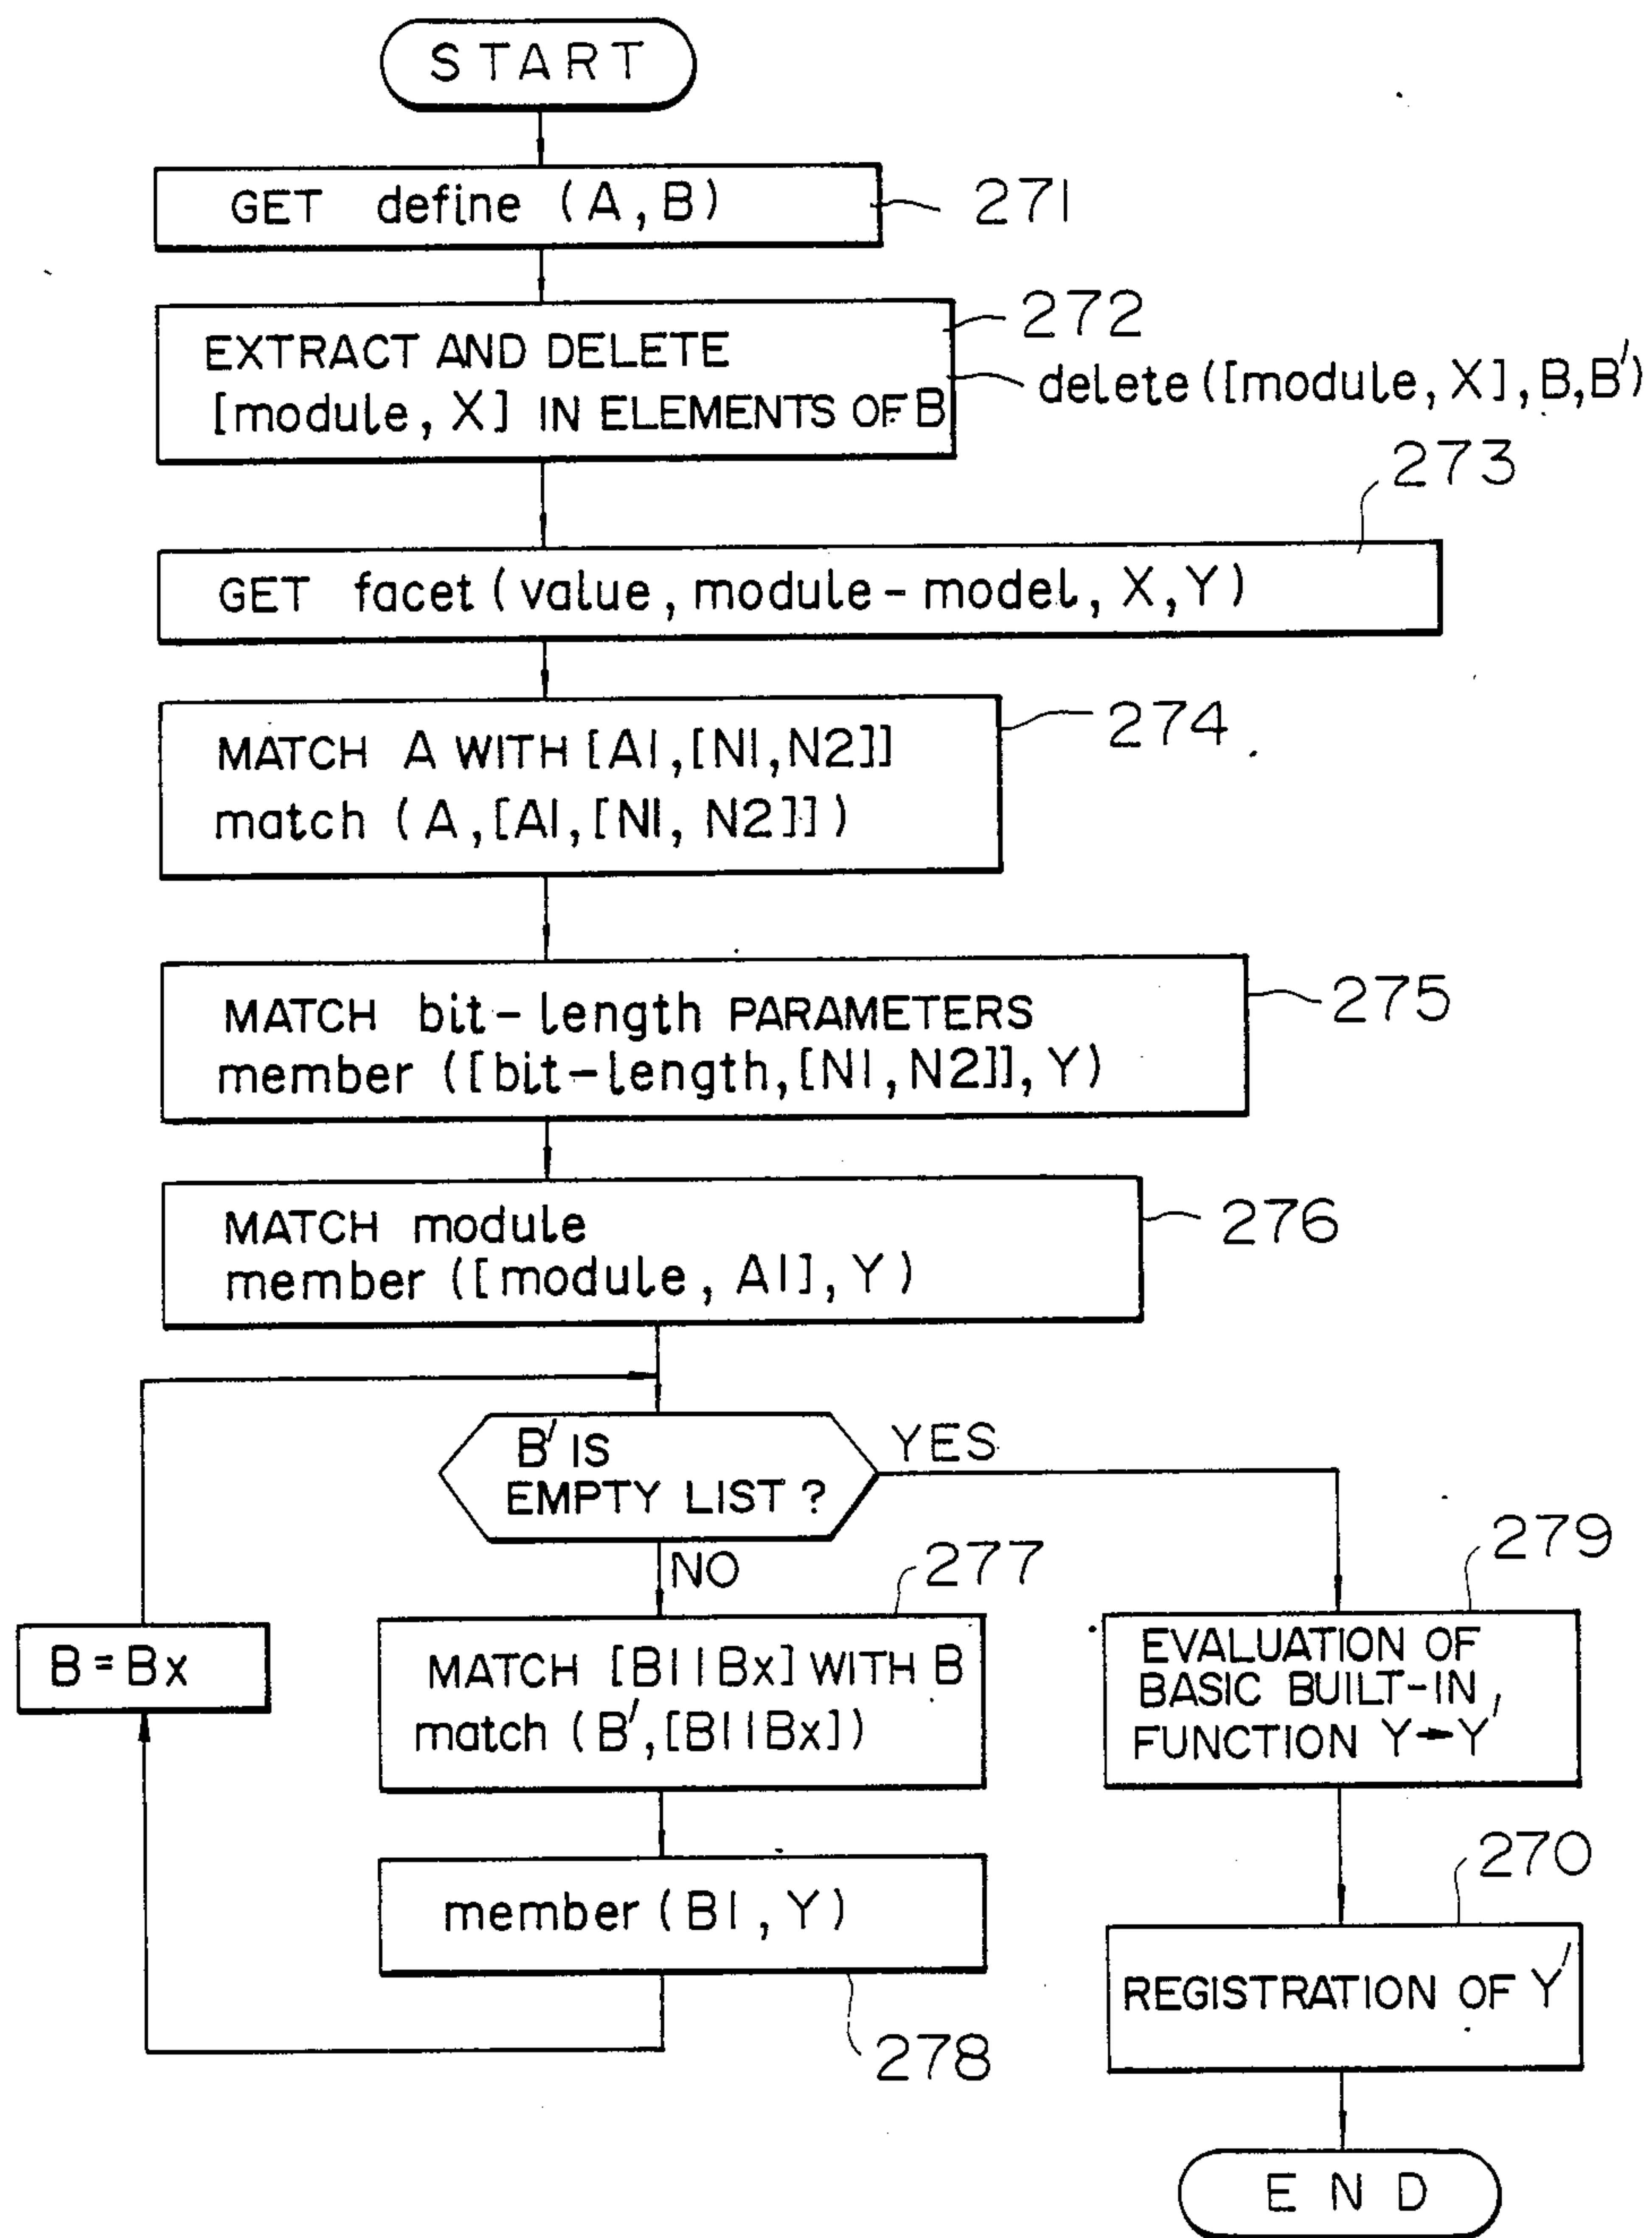 START
GET define (A, B)
271
EXTRACT AND DELETE
[module, X] IN ELEMENTS OF B
272
delete([module, X], B, B')
273
GET facet (value, module-model, X, Y)
MATCH A WITH [A1, [N1, N2]]
match (A, [A1, [N1, N2]])
274
MATCH bit-length PARAMETERS
member ([bit-length, [N1, N2]], Y)
275
MATCH module
member ([module, A1], Y)
276
B' IS
EMPTY LIST ?
YES
NO
277
279
B = Bx
MATCH [B1 | Bx] WITH B
match (B', [B1 | Bx])
EVALUATION OF
BASIC BUILT-IN
FUNCTION Y→Y'
member (B1, Y)
278
270
REGISTRATION OF Y'
END